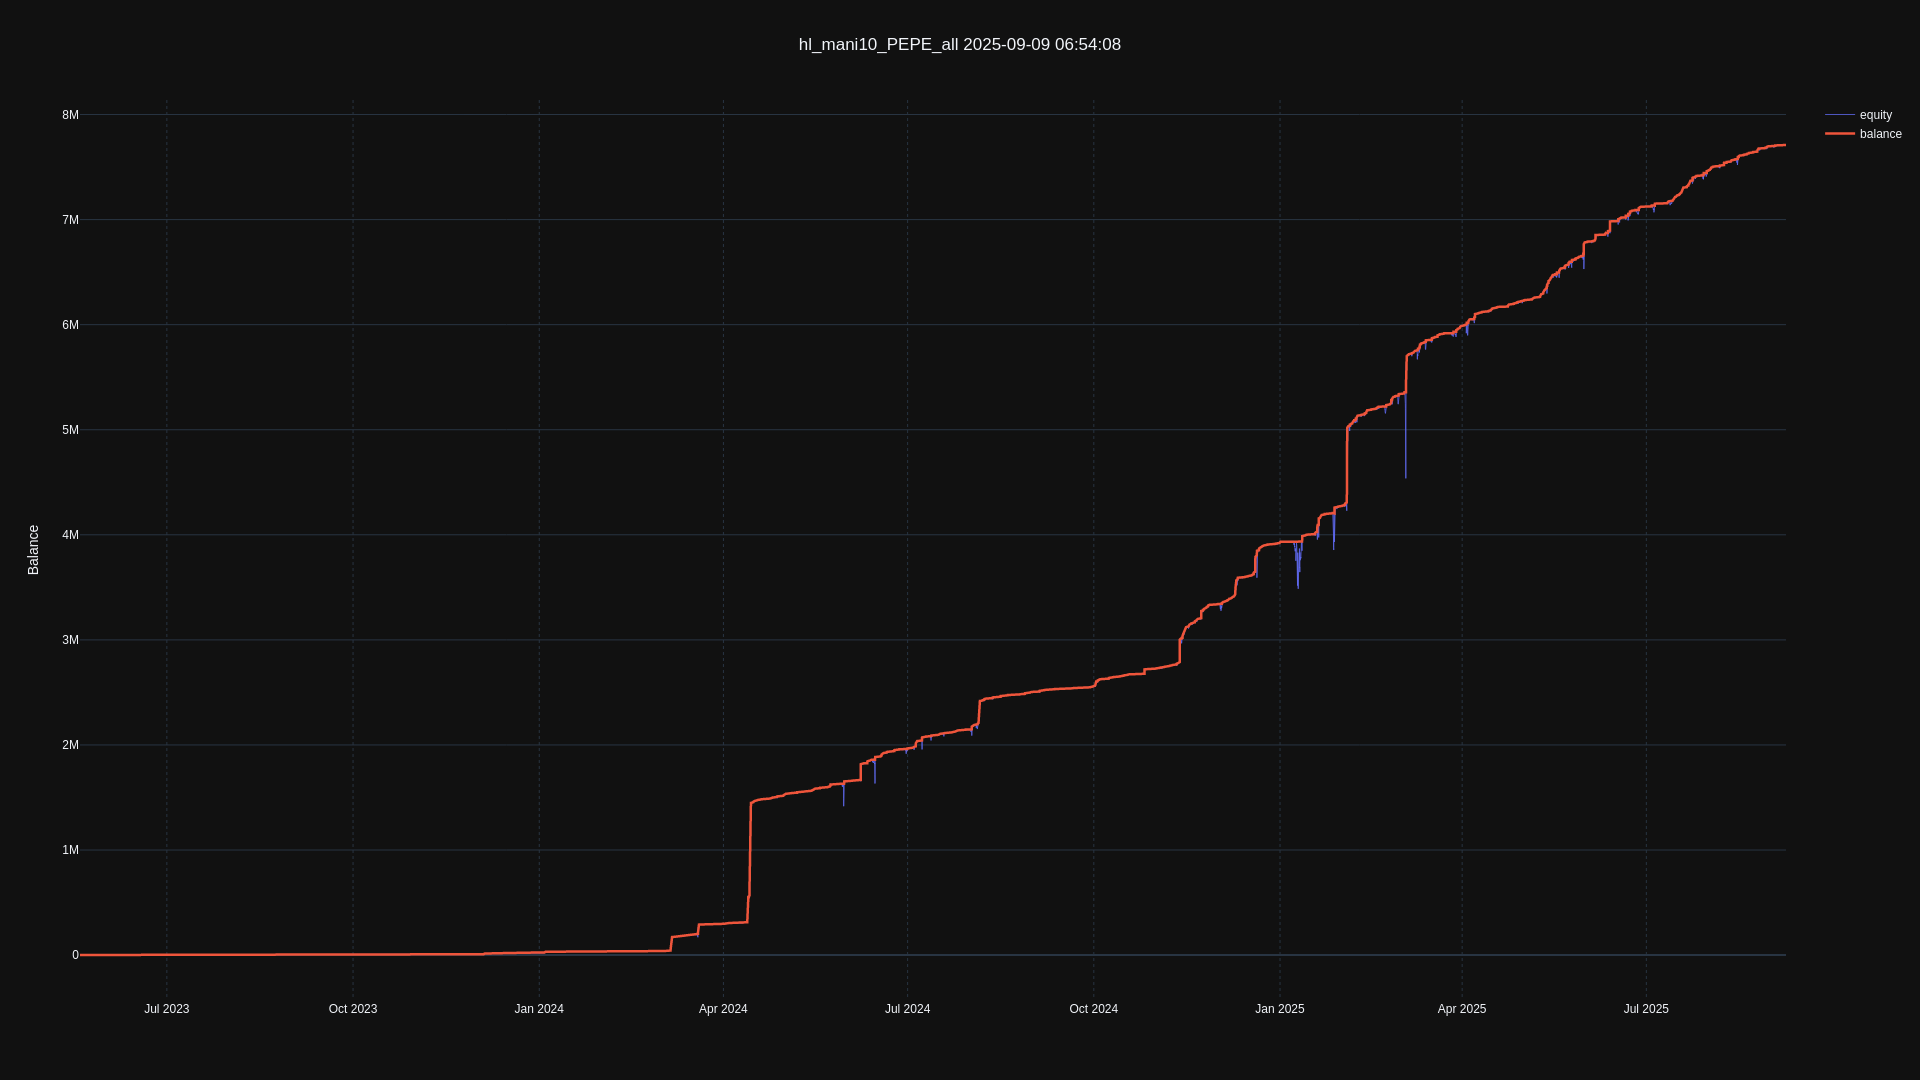 hl_mani10_PEPE_all 2025-09-09 06:54:08
equity
balance
Balance
8M
7M
6M
5M
4M
3M
2M
1M
0
Jul 2023
Oct 2023
Jan 2024
Apr 2024
Jul 2024
Oct 2024
Jan 2025
Apr 2025
Jul 2025